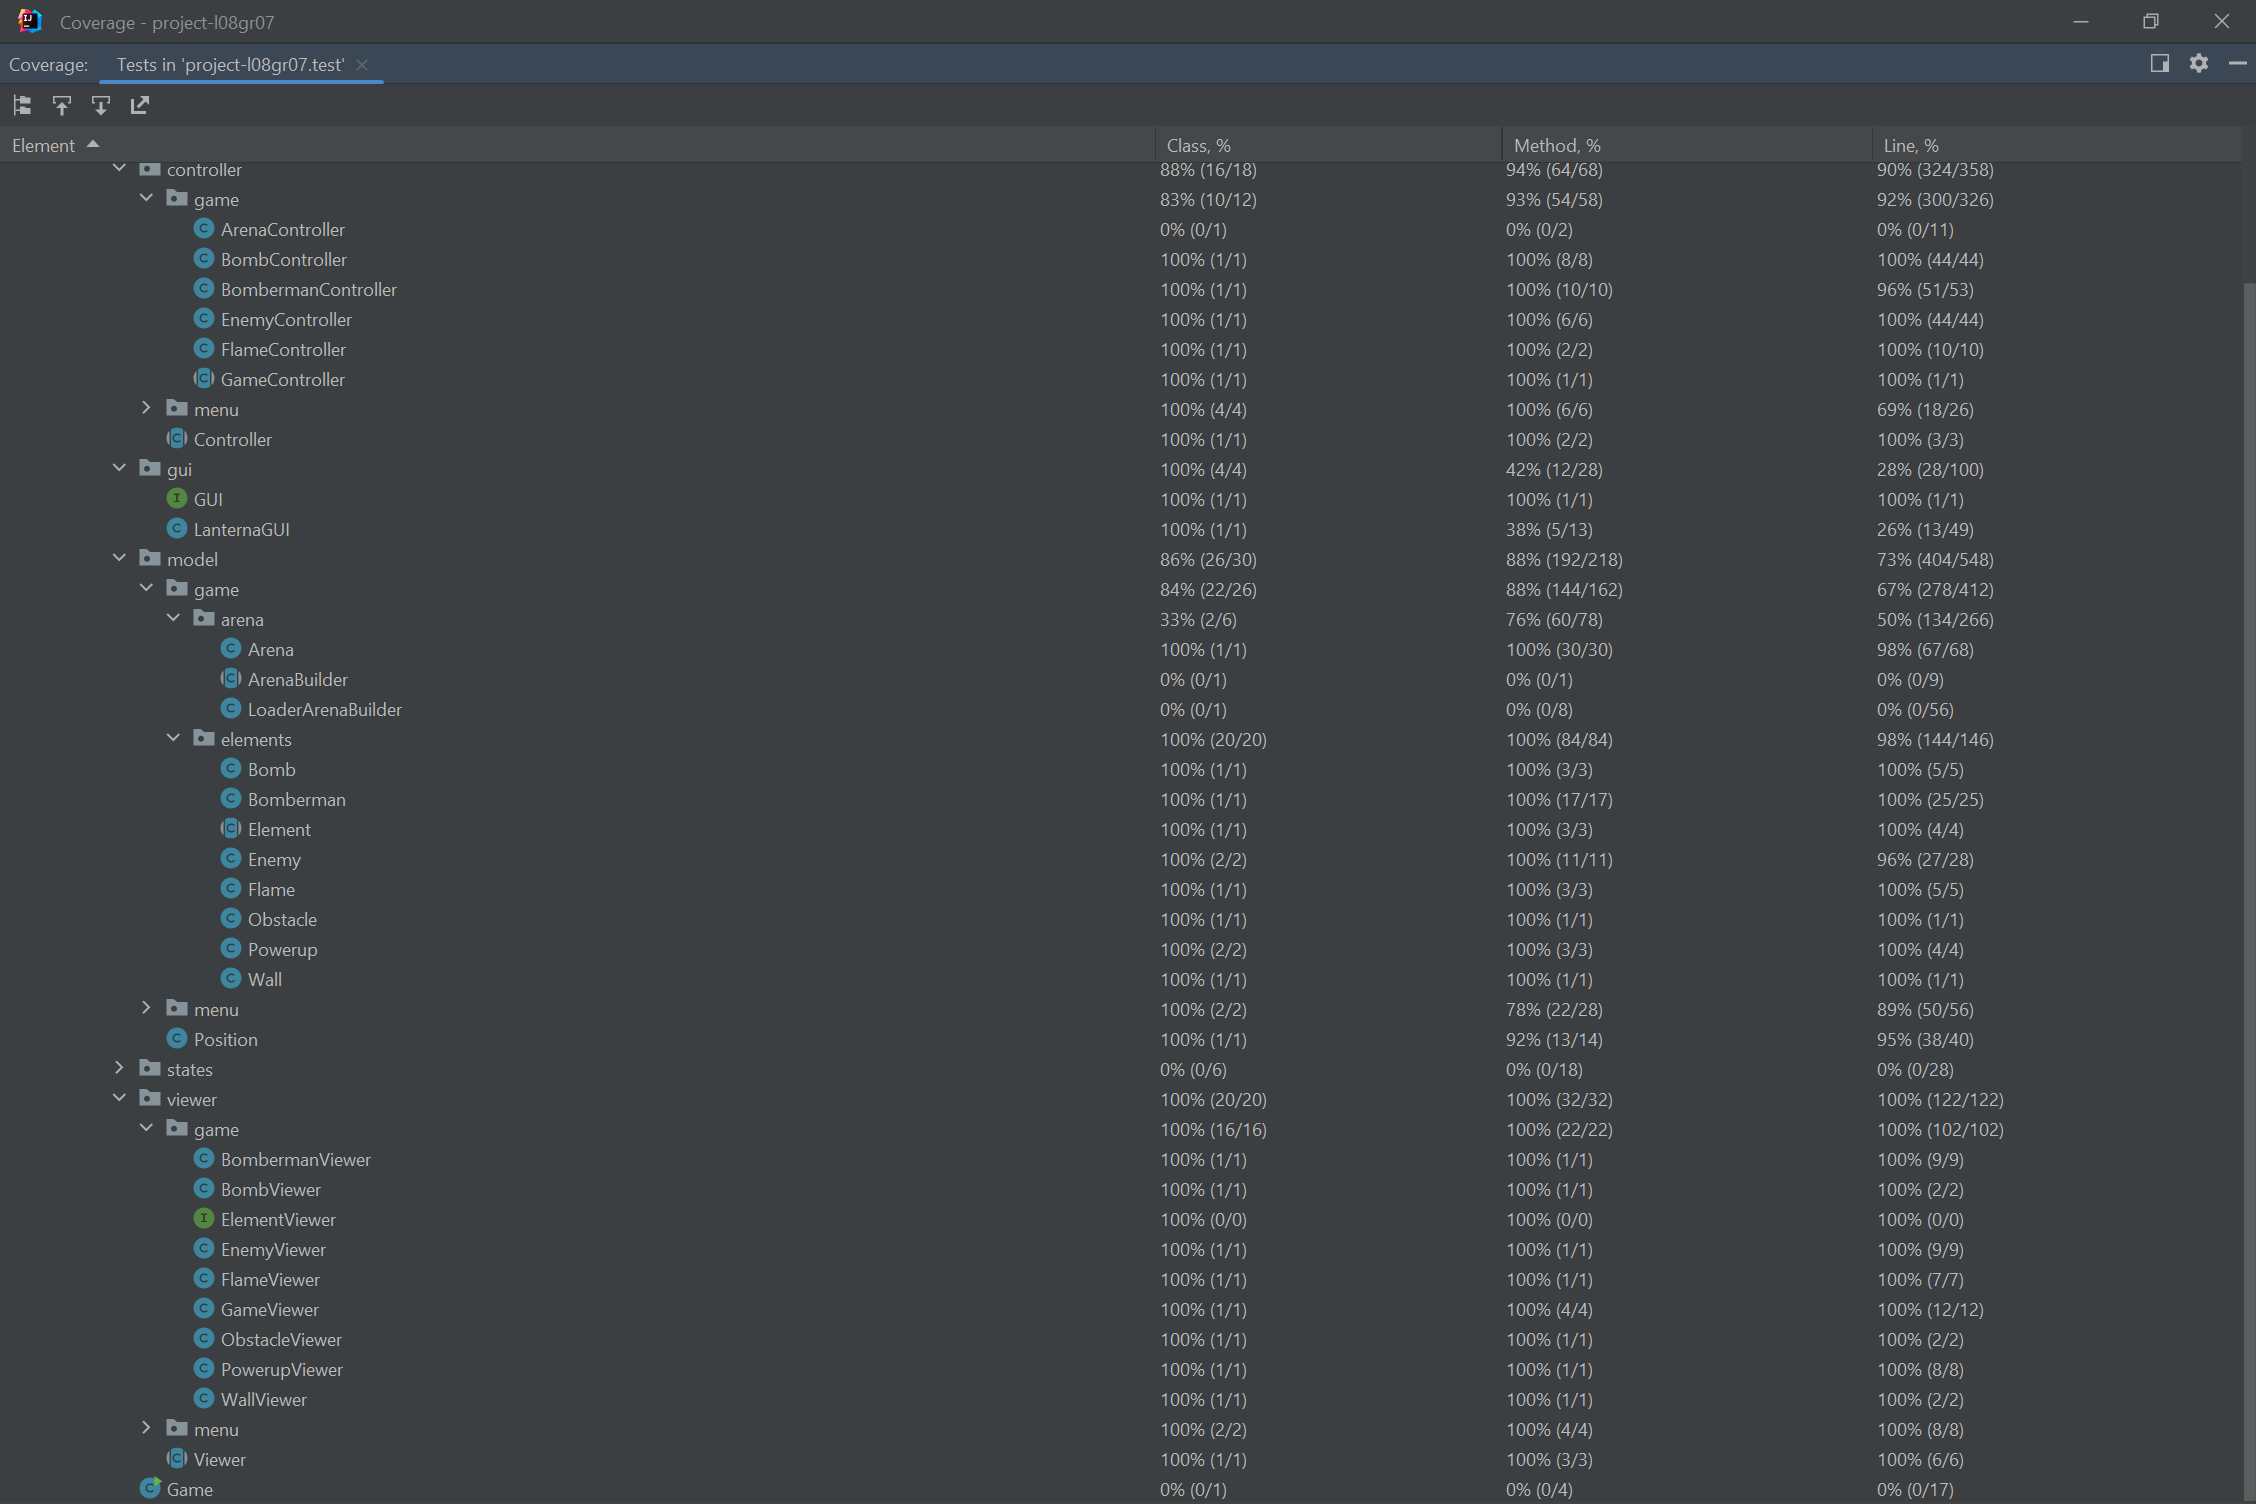 Coverage - project-l08gr07
Coverage: Tests in 'project-l08gr07.test'
Element Class, % Method, % Line, %
controller 88% (16/18) 94% (64/68) 90% (324/358)
game 83% (10/12) 93% (54/58) 92% (300/326)
ArenaController 0% (0/1) 0% (0/2) 0% (0/11)
BombController 100% (1/1) 100% (8/8) 100% (44/44)
BombermanController 100% (1/1) 100% (10/10) 96% (51/53)
EnemyController 100% (1/1) 100% (6/6) 100% (44/44)
FlameController 100% (1/1) 100% (2/2) 100% (10/10)
GameController 100% (1/1) 100% (1/1) 100% (1/1)
menu 100% (4/4) 100% (6/6) 69% (18/26)
Controller 100% (1/1) 100% (2/2) 100% (3/3)
gui 100% (4/4) 42% (12/28) 28% (28/100)
GUI 100% (1/1) 100% (1/1) 100% (1/1)
LanternaGUI 100% (1/1) 38% (5/13) 26% (13/49)
model 86% (26/30) 88% (192/218) 73% (404/548)
game 84% (22/26) 88% (144/162) 67% (278/412)
arena 33% (2/6) 76% (60/78) 50% (134/266)
Arena 100% (1/1) 100% (30/30) 98% (67/68)
ArenaBuilder 0% (0/1) 0% (0/1) 0% (0/9)
LoaderArenaBuilder 0% (0/1) 0% (0/8) 0% (0/56)
elements 100% (20/20) 100% (84/84) 98% (144/146)
Bomb 100% (1/1) 100% (3/3) 100% (5/5)
Bomberman 100% (1/1) 100% (17/17) 100% (25/25)
Element 100% (1/1) 100% (3/3) 100% (4/4)
Enemy 100% (2/2) 100% (11/11) 96% (27/28)
Flame 100% (1/1) 100% (3/3) 100% (5/5)
Obstacle 100% (1/1) 100% (1/1) 100% (1/1)
Powerup 100% (2/2) 100% (3/3) 100% (4/4)
Wall 100% (1/1) 100% (1/1) 100% (1/1)
menu 100% (2/2) 78% (22/28) 89% (50/56)
Position 100% (1/1) 92% (13/14) 95% (38/40)
states 0% (0/6) 0% (0/18) 0% (0/28)
viewer 100% (20/20) 100% (32/32) 100% (122/122)
game 100% (16/16) 100% (22/22) 100% (102/102)
BombermanViewer 100% (1/1) 100% (1/1) 100% (9/9)
BombViewer 100% (1/1) 100% (1/1) 100% (2/2)
ElementViewer 100% (0/0) 100% (0/0) 100% (0/0)
EnemyViewer 100% (1/1) 100% (1/1) 100% (9/9)
FlameViewer 100% (1/1) 100% (1/1) 100% (7/7)
GameViewer 100% (1/1) 100% (4/4) 100% (12/12)
ObstacleViewer 100% (1/1) 100% (1/1) 100% (2/2)
PowerupViewer 100% (1/1) 100% (1/1) 100% (8/8)
WallViewer 100% (1/1) 100% (1/1) 100% (2/2)
menu 100% (2/2) 100% (4/4) 100% (8/8)
Viewer 100% (1/1) 100% (3/3) 100% (6/6)
Game 0% (0/1) 0% (0/4) 0% (0/17)